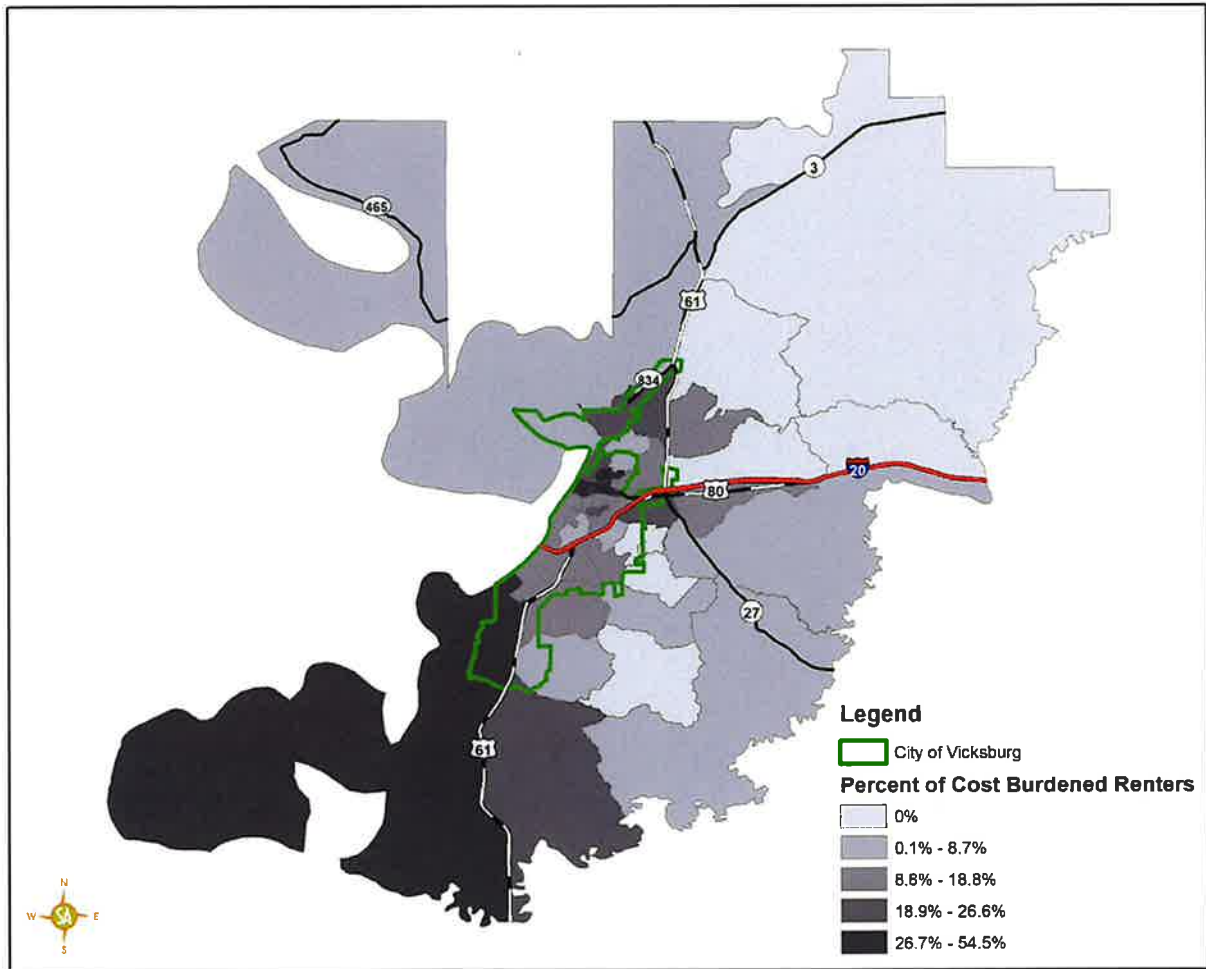 3
465
61
834
20
80
27
61
Legend
City of Vicksburg
Percent of Cost Burdened Renters
0%
0.1% - 8.7%
8.8% - 18.8%
18.9% - 26.6%
26.7% - 54.5%
N
W
SA
E
S